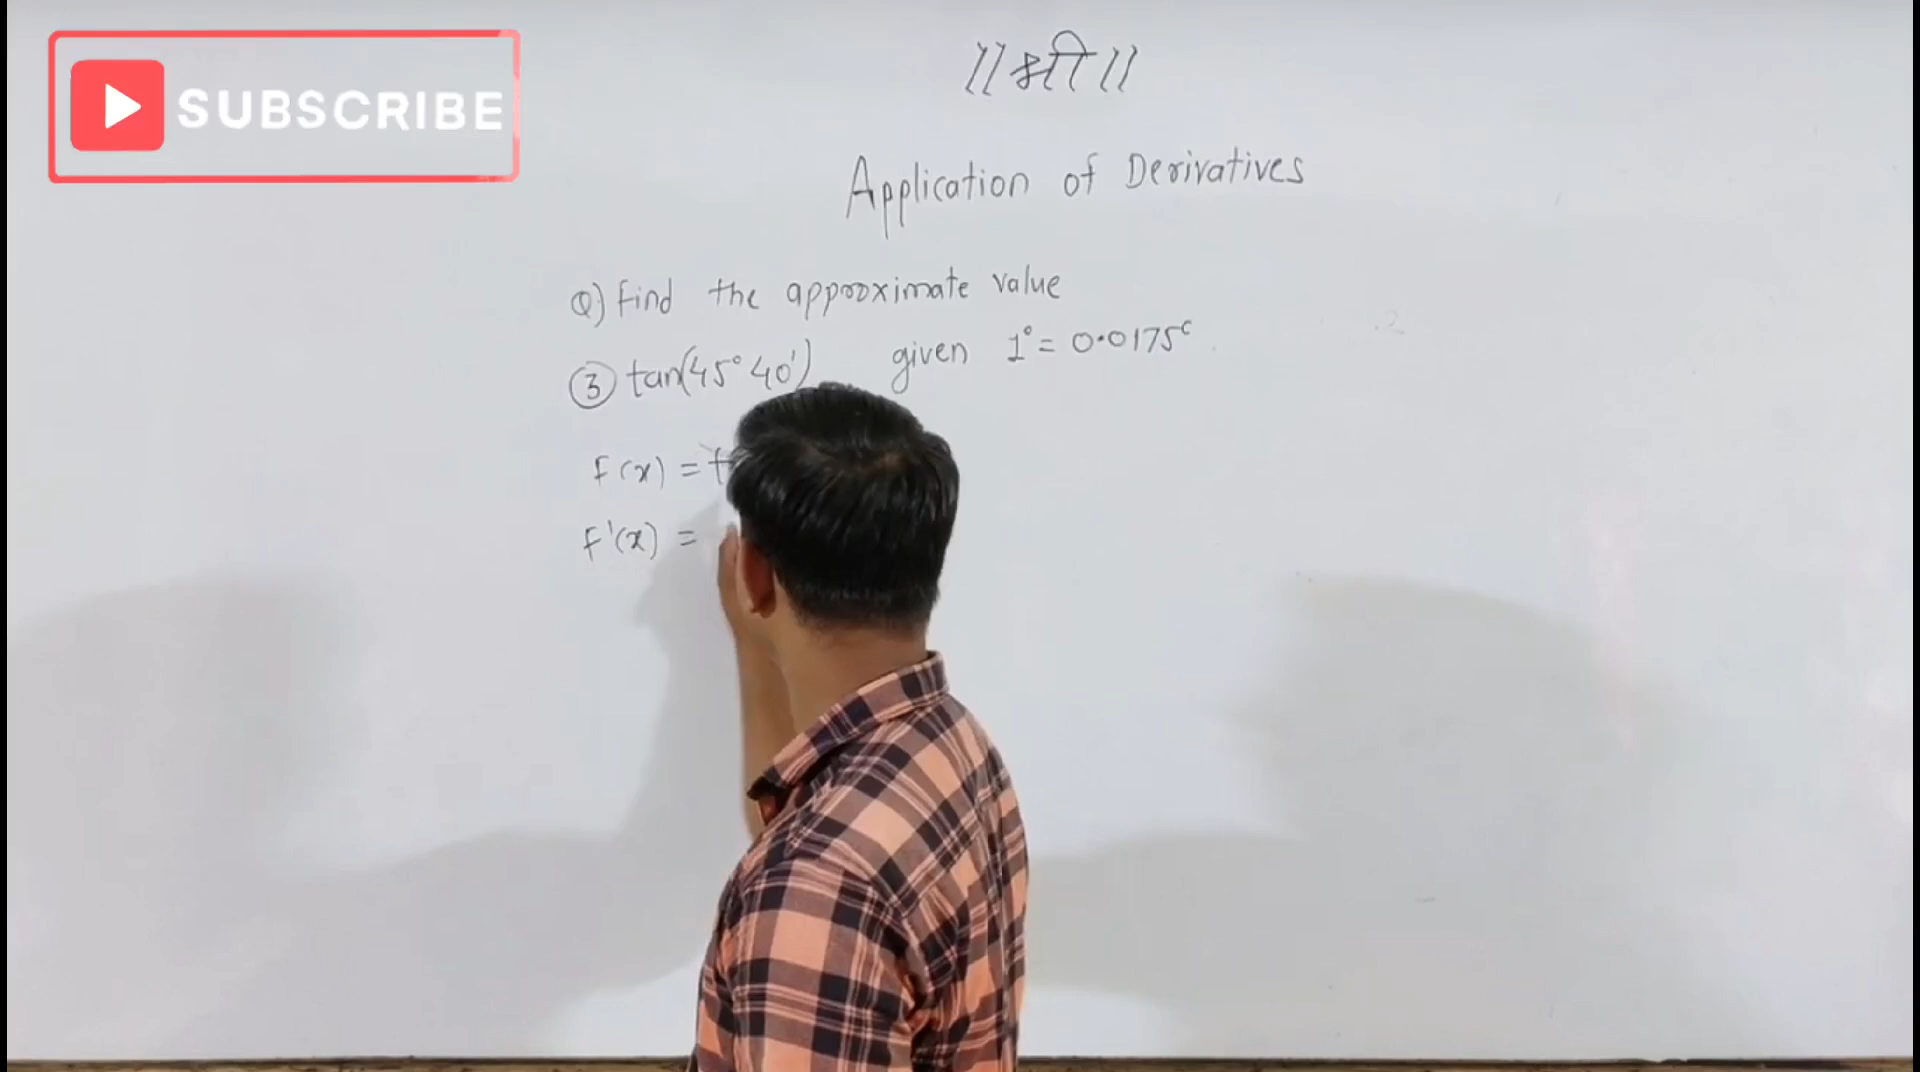 SUBSCRIBE
||श्री||
Application of Derivatives
Q) Find the approximate value
③ tan(45° 40') given 1° = 0.0175ᶜ
f(x) =
f'(x) =